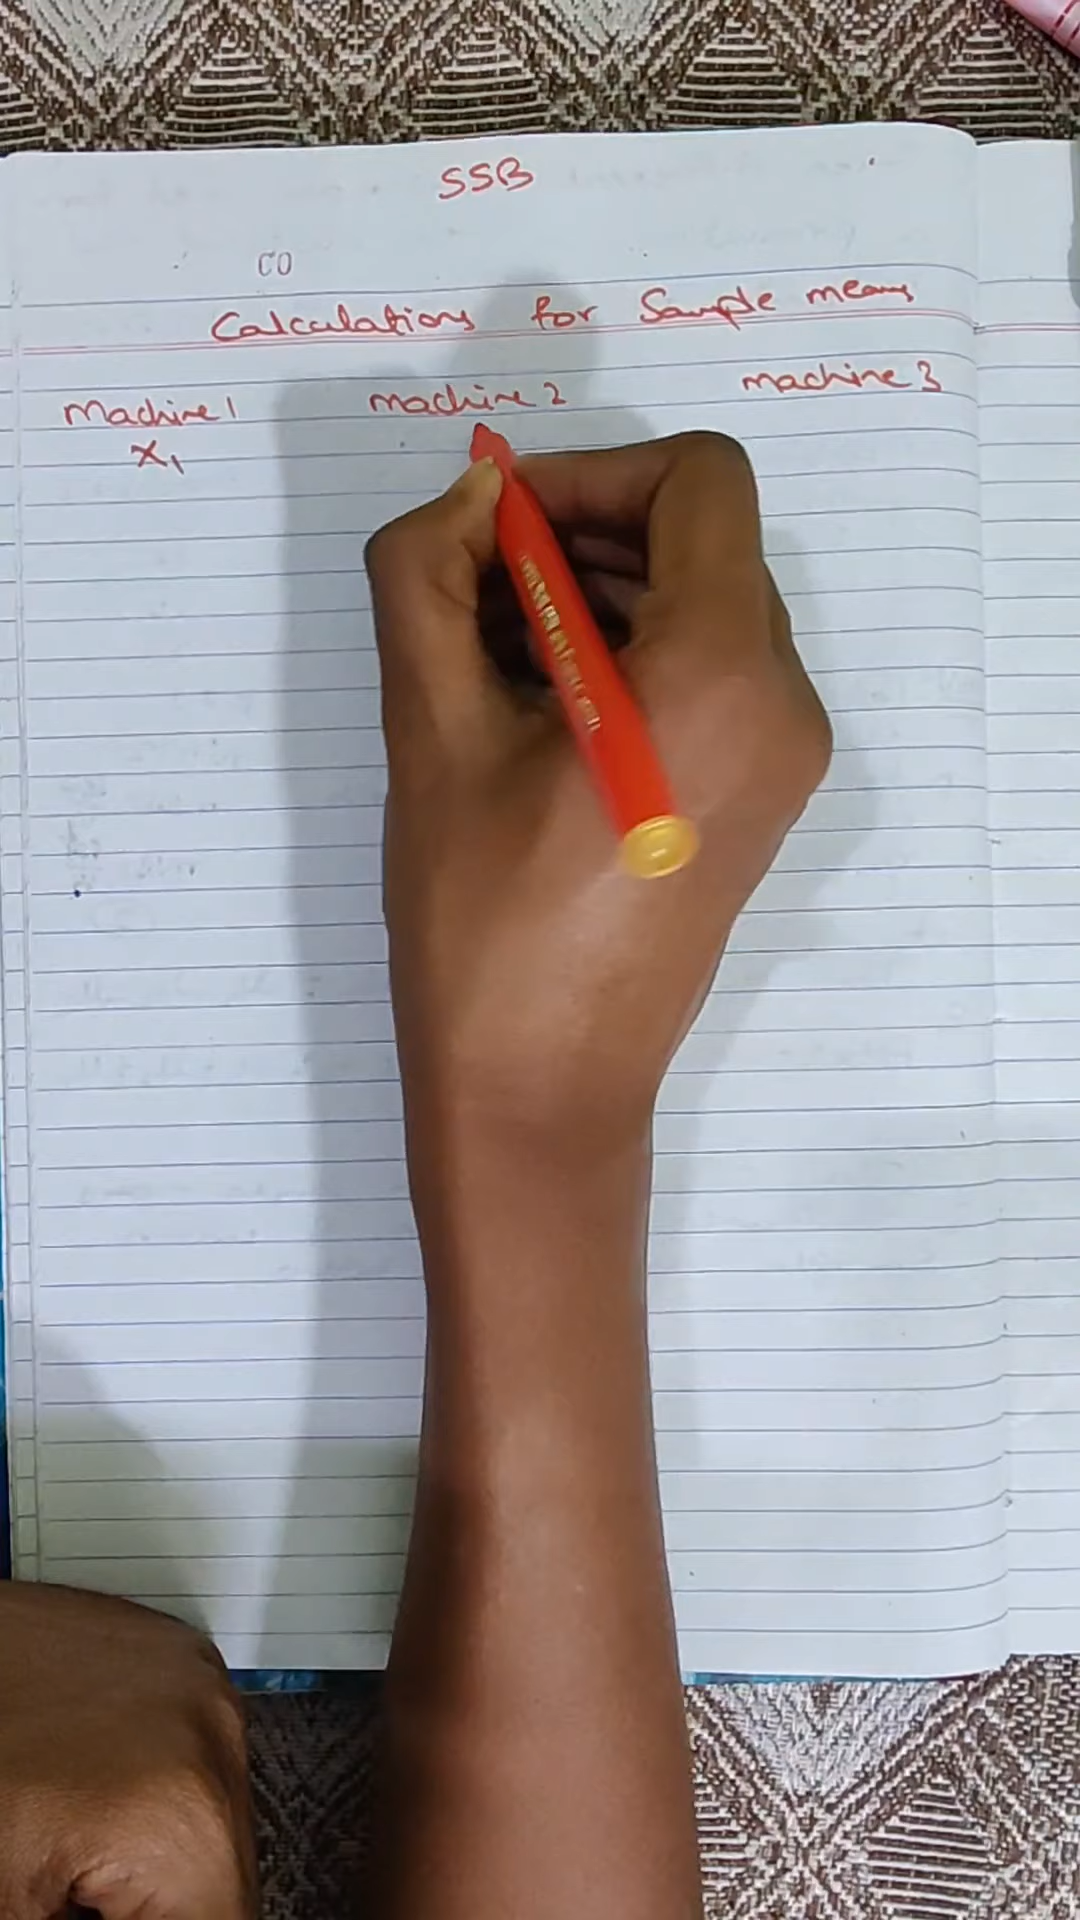 SSB
CO
Calculations for Sample means
Machine 1 machine 2 machine 3
X₁